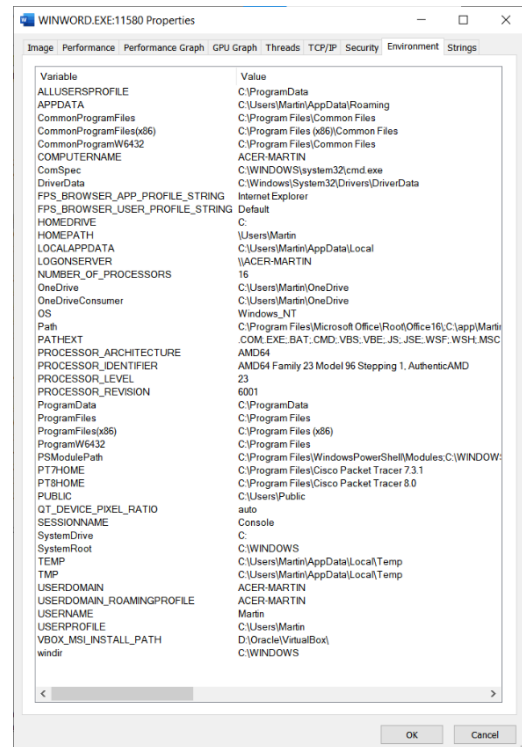 WINWORD.EXE:11580 Properties
Image Performance Performance Graph GPU Graph Threads TCP/IP Security Environment Strings
Variable Value
ALLUSERSPROFILE C:\ProgramData
APPDATA C:\Users\Martin\AppData\Roaming
CommonProgramFiles C:\Program Files\Common Files
CommonProgramFiles(x86) C:\Program Files (x86)\Common Files
CommonProgramW6432 C:\Program Files\Common Files
COMPUTERNAME ACER-MARTIN
ComSpec C:\WINDOWS\system32\cmd.exe
DriverData C:\Windows\System32\Drivers\DriverData
FPS_BROWSER_APP_PROFILE_STRING Internet Explorer
FPS_BROWSER_USER_PROFILE_STRING Default
HOMEDRIVE C:
HOMEPATH \Users\Martin
LOCALAPPDATA C:\Users\Martin\AppData\Local
LOGONSERVER \\ACER-MARTIN
NUMBER_OF_PROCESSORS 16
OneDrive C:\Users\Martin\OneDrive
OneDriveConsumer C:\Users\Martin\OneDrive
OS Windows_NT
Path C:\Program Files\Microsoft Office\Root\Office16\;C:\app\Martin
PATHEXT .COM;.EXE;.BAT;.CMD;.VBS;.VBE;.JS;.JSE;.WSF;.WSH;.MSC
PROCESSOR_ARCHITECTURE AMD64
PROCESSOR_IDENTIFIER AMD64 Family 23 Model 96 Stepping 1, AuthenticAMD
PROCESSOR_LEVEL 23
PROCESSOR_REVISION 6001
ProgramData C:\ProgramData
ProgramFiles C:\Program Files
ProgramFiles(x86) C:\Program Files (x86)
ProgramW6432 C:\Program Files
PSModulePath C:\Program Files\WindowsPowerShell\Modules;C:\WINDOWS
PT7HOME C:\Program Files\Cisco Packet Tracer 7.3.1
PT8HOME C:\Program Files\Cisco Packet Tracer 8.0
PUBLIC C:\Users\Public
QT_DEVICE_PIXEL_RATIO auto
SESSIONNAME Console
SystemDrive C:
SystemRoot C:\WINDOWS
TEMP C:\Users\Martin\AppData\Local\Temp
TMP C:\Users\Martin\AppData\Local\Temp
USERDOMAIN ACER-MARTIN
USERDOMAIN_ROAMINGPROFILE ACER-MARTIN
USERNAME Martin
USERPROFILE C:\Users\Martin
VBOX_MSI_INSTALL_PATH D:\Oracle\VirtualBox\
windir C:\WINDOWS
OK Cancel